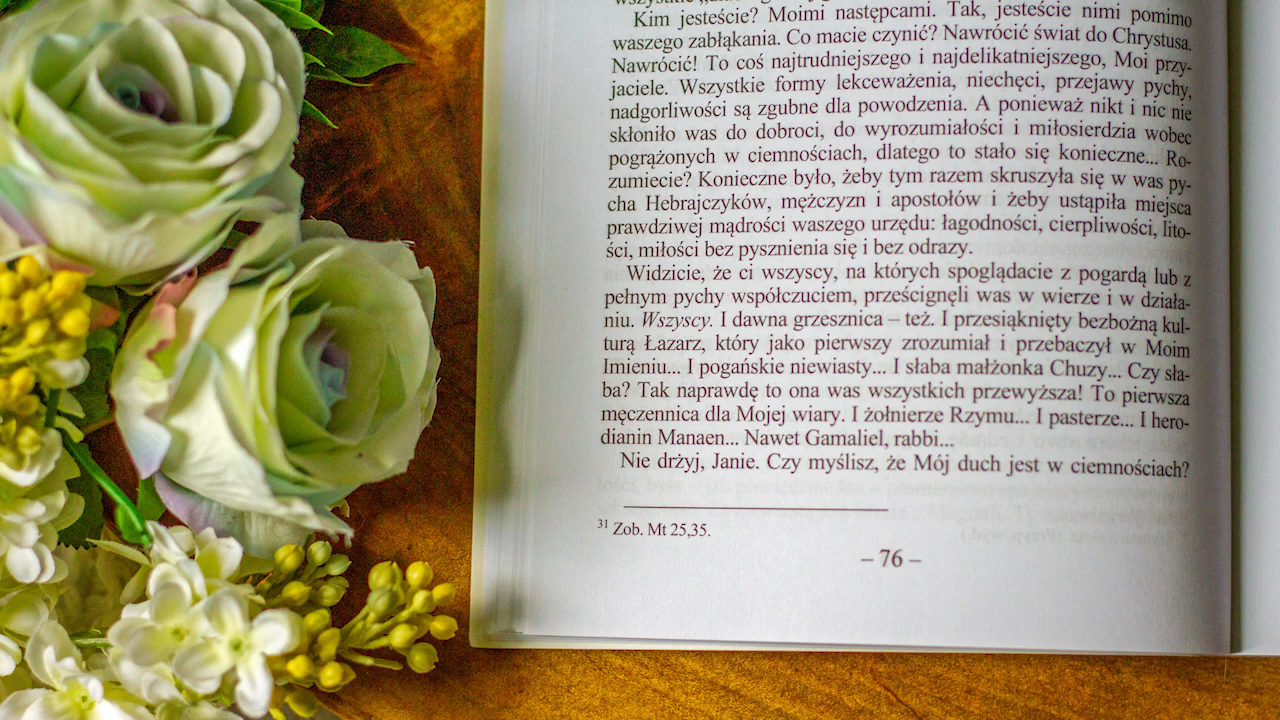 Kim jesteście? Moimi następcami. Tak, jesteście nimi pomimo
waszego zabłąkania. Co macie czynić? Nawrócić świat do Chrystusa.
Nawrócić! To coś najtrudniejszego i najdelikatniejszego, Moi przy-
jaciele. Wszystkie formy lekceważenia, niechęci, przejawy pychy,
nadgorliwości są zgubne dla powodzenia. A ponieważ nikt i nic nie
skłoniło was do dobroci, do wyrozumiałości i miłosierdzia wobec
pogrążonych w ciemnościach, dlatego to stało się konieczne... Ro-
zumiecie? Konieczne było, żeby tym razem skruszyła się w was py-
cha Hebrajczyków, mężczyzn i apostołów i żeby ustąpiła miejsca
prawdziwej mądrości waszego urzędu: łagodności, cierpliwości, lito-
ści, miłości bez pysznienia się i bez odrazy.
Widzicie, że ci wszyscy, na których spoglądacie z pogardą lub z
pełnym pychy współczuciem, prześcignęli was w wierze i w działa-
niu. Wszyscy. I dawna grzesznica – też. I przesiąknięty bezbożną kul-
turą Łazarz, który jako pierwszy zrozumiał i przebaczył w Moim
Imieniu... I pogańskie niewiasty... I słaba małżonka Chuzy... Czy sła-
ba? Tak naprawdę to ona was wszystkich przewyższa! To pierwsza
męczennica dla Mojej wiary. I żołnierze Rzymu... I pasterze... I hero-
dianin Manaen... Nawet Gamaliel, rabbi...
Nie drżyj, Janie. Czy myślisz, że Mój duch jest w ciemnościach?
31 Zob. Mt 25,35.
– 76 –